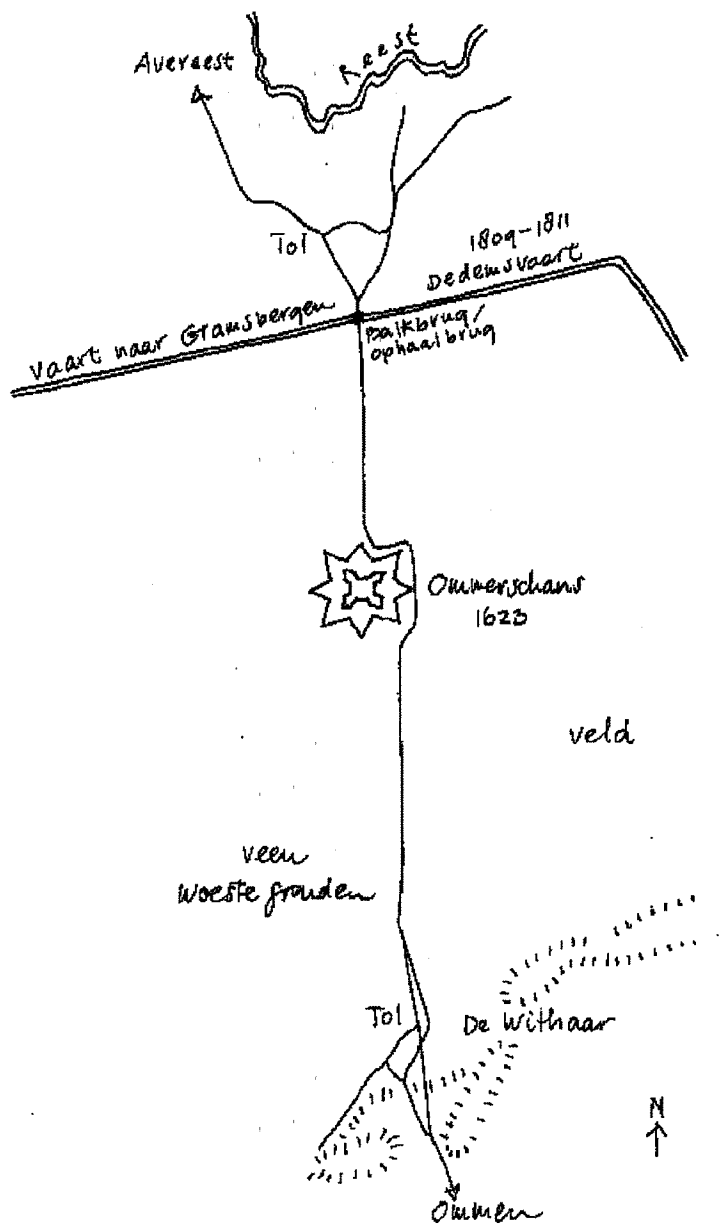 Reest
Avereest
Tol
1809-1811
Dedemsvaart
Vaart naar Gramsbergen
Balkbrug/
ophaalbrug
Ommerschans
1623
veld
veen
woeste gronden
Tol
De Withaar
N
Ommen